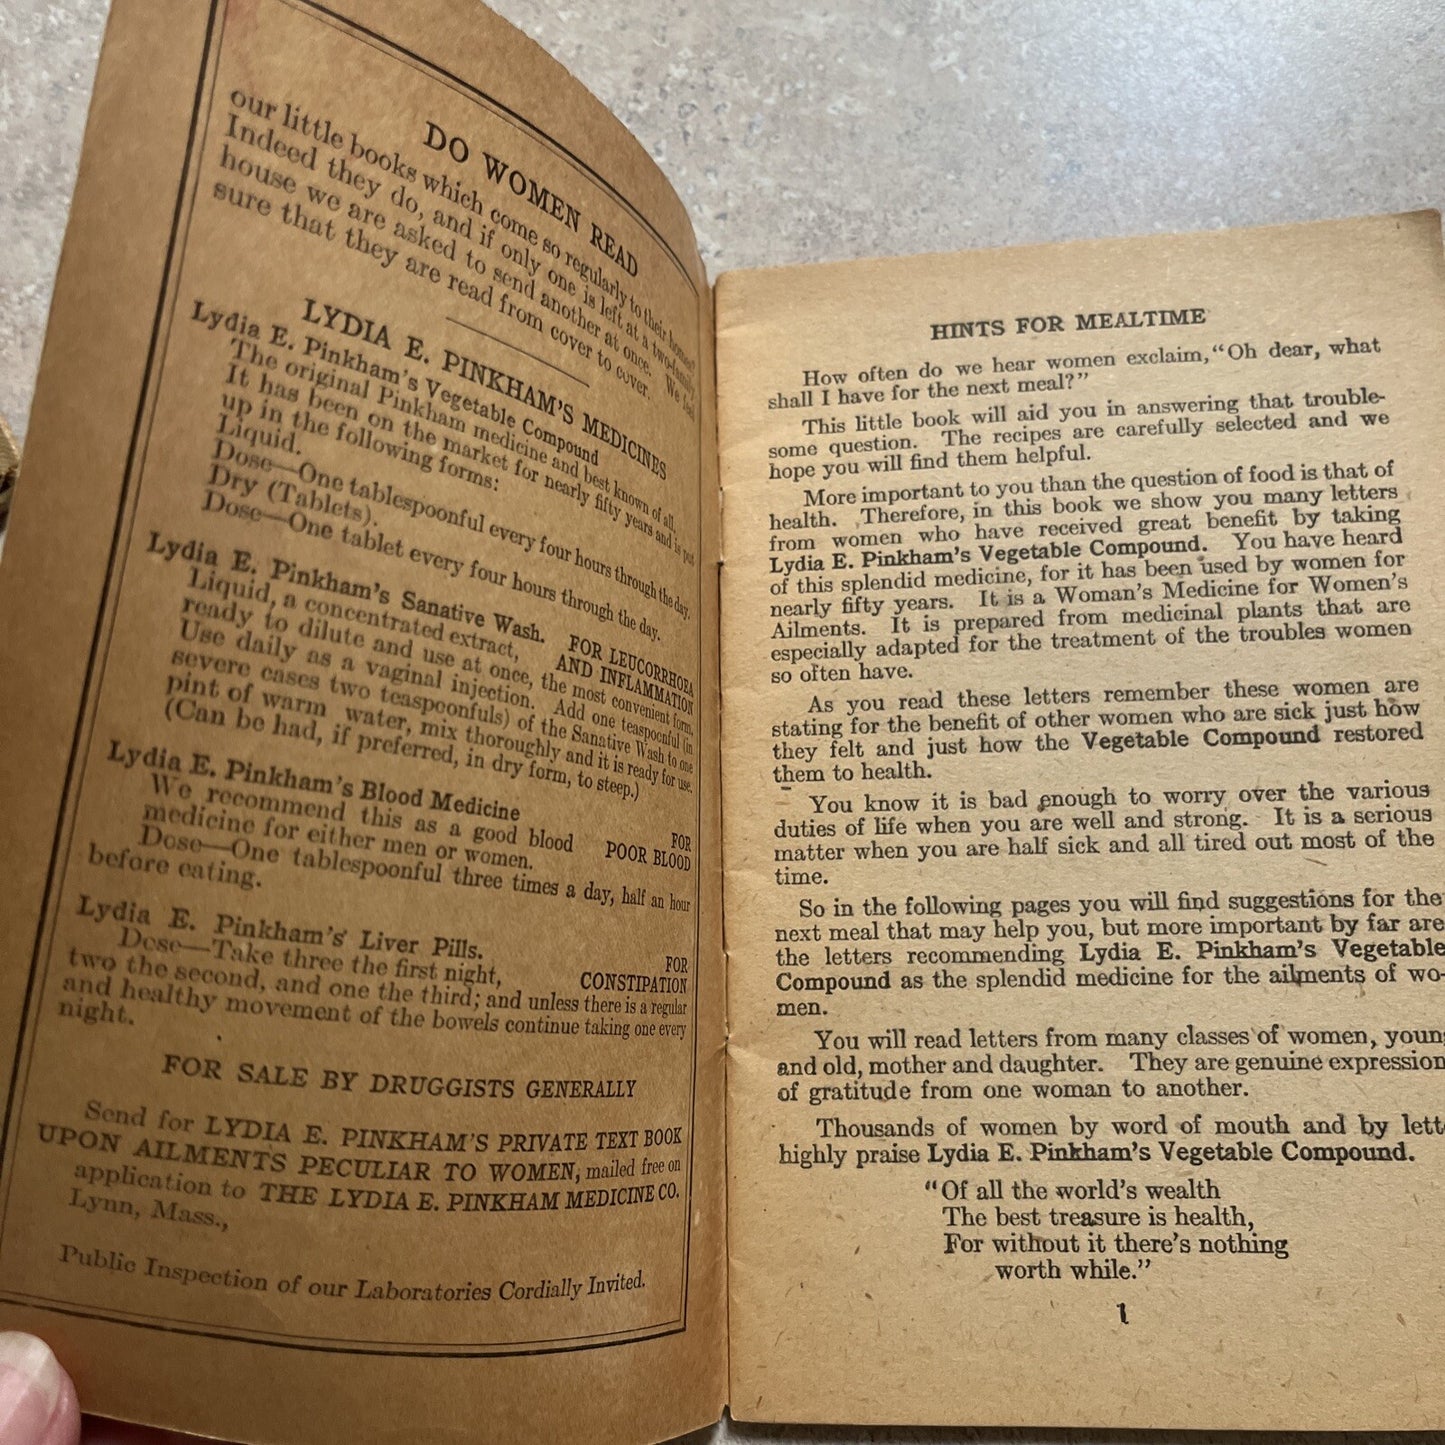 DO WOMEN READ
our little books which come so regularly to their homes?
Indeed they do, and if only one is left at a two-family
house we are asked to send another at once. We feel
sure that they are read from cover to cover.
LYDIA E. PINKHAM'S MEDICINES
Lydia E. Pinkham's Vegetable Compound
The original Pinkham medicine and best known of all.
It has been on the market for nearly fifty years and is put
up in the following forms:
Liquid.
Dose—One tablespoonful every four hours through the day.
Dry (Tablets).
Dose—One tablet every four hours through the day.
Lydia E. Pinkham's Sanative Wash. FOR LEUCORRHOEA
Liquid, a concentrated extract, AND INFLAMMATION
ready to dilute and use at once, the most convenient form.
Use daily as a vaginal injection. Add one teaspoonful (in
severe cases two teaspoonfuls) of the Sanative Wash to one
pint of warm water, mix thoroughly and it is ready for use.
(Can be had, if preferred, in dry form, to steep.)
Lydia E. Pinkham's Blood Medicine
We recommend this as a good blood FOR
medicine for either men or women. POOR BLOOD
Dose—One tablespoonful three times a day, half an hour
before eating.
Lydia E. Pinkham's Liver Pills. FOR
Dose—Take three the first night, CONSTIPATION
two the second, and one the third; and unless there is a regular
and healthy movement of the bowels continue taking one every
night.
FOR SALE BY DRUGGISTS GENERALLY
Send for LYDIA E. PINKHAM'S PRIVATE TEXT BOOK
UPON AILMENTS PECULIAR TO WOMEN, mailed free on
application to THE LYDIA E. PINKHAM MEDICINE CO.
Lynn, Mass.,
Public Inspection of our Laboratories Cordially Invited.
HINTS FOR MEALTIME
How often do we hear women exclaim, "Oh dear, what
shall I have for the next meal?"
This little book will aid you in answering that trouble-
some question. The recipes are carefully selected and we
hope you will find them helpful.
More important to you than the question of food is that of
health. Therefore, in this book we show you many letters
from women who have received great benefit by taking
Lydia E. Pinkham's Vegetable Compound. You have heard
of this splendid medicine, for it has been used by women for
nearly fifty years. It is a Woman's Medicine for Women's
Ailments. It is prepared from medicinal plants that are
especially adapted for the treatment of the troubles women
so often have.
As you read these letters remember these women are
stating for the benefit of other women who are sick just how
they felt and just how the Vegetable Compound restored
them to health.
You know it is bad enough to worry over the various
duties of life when you are well and strong. It is a serious
matter when you are half sick and all tired out most of the
time.
So in the following pages you will find suggestions for the
next meal that may help you, but more important by far are
the letters recommending Lydia E. Pinkham's Vegetable
Compound as the splendid medicine for the ailments of wo-
men.
You will read letters from many classes of women, young
and old, mother and daughter. They are genuine expression
of gratitude from one woman to another.
Thousands of women by word of mouth and by lett
highly praise Lydia E. Pinkham's Vegetable Compound.
"Of all the world's wealth
The best treasure is health,
For without it there's nothing
worth while."
1